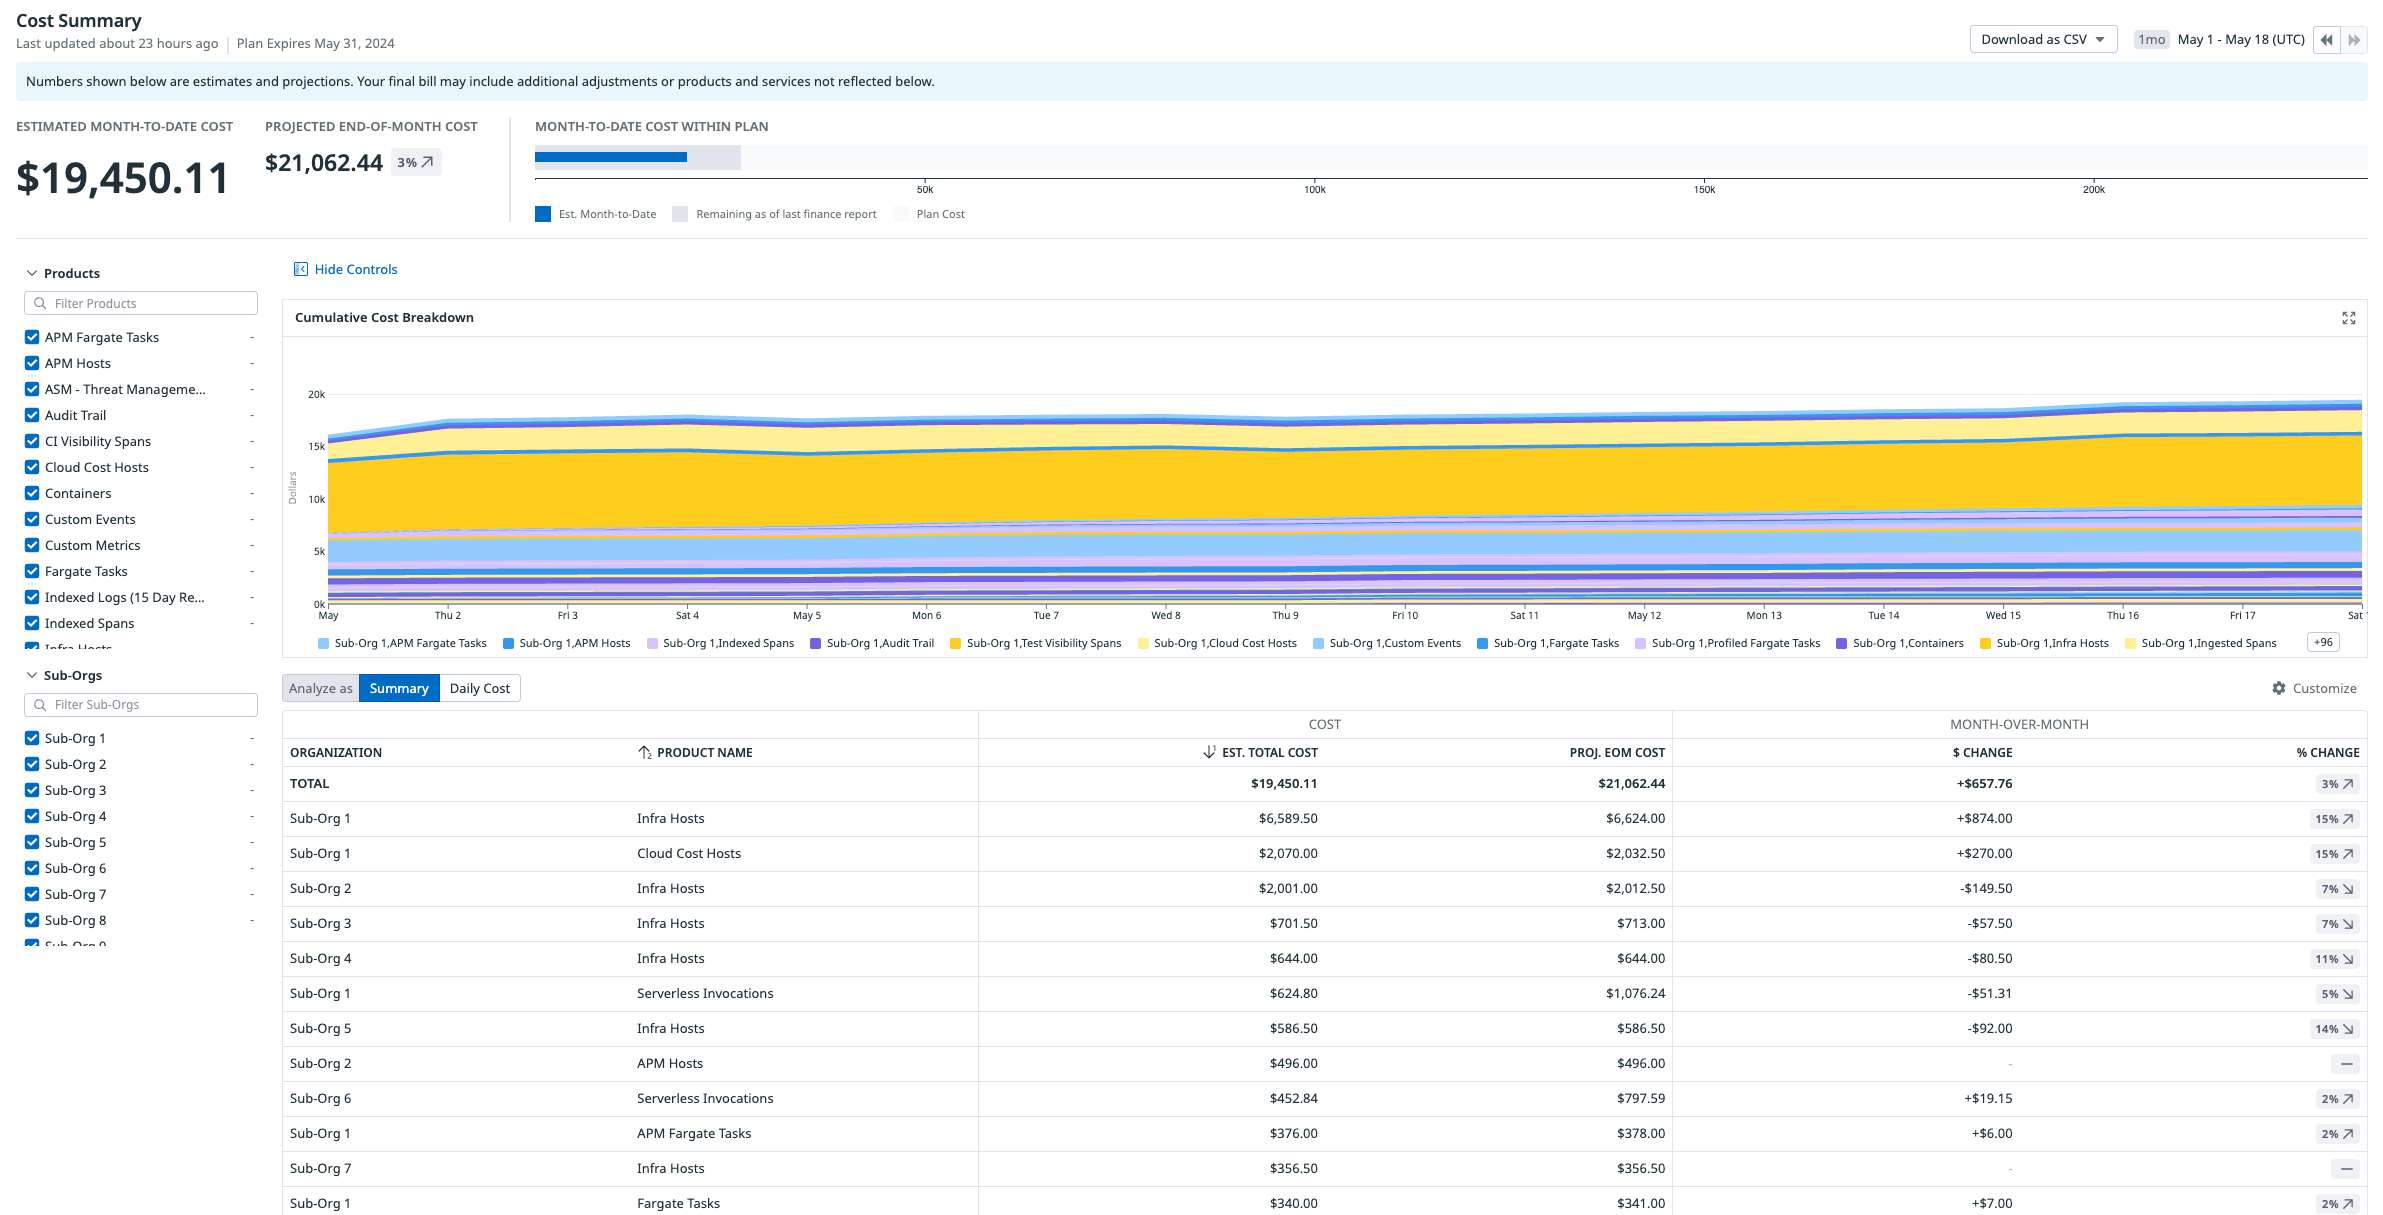 Cost Summary
Last updated about 23 hours ago | Plan Expires May 31, 2024
Download as CSV
1mo May 1 - May 18 (UTC)
Numbers shown below are estimates and projections. Your final bill may include additional adjustments or products and services not reflected below.
ESTIMATED MONTH-TO-DATE COST
$19,450.11
PROJECTED END-OF-MONTH COST
$21,062.44 3%
MONTH-TO-DATE COST WITHIN PLAN
50k 100k 150k 200k
Est. Month-to-Date Remaining as of last finance report Plan Cost
Products
Filter Products
APM Fargate Tasks -
APM Hosts -
ASM - Threat Manageme... -
Audit Trail -
CI Visibility Spans -
Cloud Cost Hosts -
Containers -
Custom Events -
Custom Metrics -
Fargate Tasks -
Indexed Logs (15 Day Re... -
Indexed Spans -
Infra Hosts
Sub-Orgs
Filter Sub-Orgs
Sub-Org 1 -
Sub-Org 2 -
Sub-Org 3 -
Sub-Org 4 -
Sub-Org 5 -
Sub-Org 6 -
Sub-Org 7 -
Sub-Org 8 -
Sub-Org 9
Hide Controls
Cumulative Cost Breakdown
Dollars
20k
15k
10k
5k
0k
May Thu 2 Fri 3 Sat 4 May 5 Mon 6 Tue 7 Wed 8 Thu 9 Fri 10 Sat 11 May 12 Mon 13 Tue 14 Wed 15 Thu 16 Fri 17 Sat
Sub-Org 1,APM Fargate Tasks Sub-Org 1,APM Hosts Sub-Org 1,Indexed Spans Sub-Org 1,Audit Trail Sub-Org 1,Test Visibility Spans Sub-Org 1,Cloud Cost Hosts Sub-Org 1,Custom Events Sub-Org 1,Fargate Tasks Sub-Org 1,Profiled Fargate Tasks Sub-Org 1,Containers Sub-Org 1,Infra Hosts Sub-Org 1,Ingested Spans +96
Analyze as Summary Daily Cost
Customize
COST MONTH-OVER-MONTH
ORGANIZATION 2 PRODUCT NAME 1 EST. TOTAL COST PROJ. EOM COST $ CHANGE % CHANGE
TOTAL $19,450.11 $21,062.44 +$657.76 3%
Sub-Org 1 Infra Hosts $6,589.50 $6,624.00 +$874.00 15%
Sub-Org 1 Cloud Cost Hosts $2,070.00 $2,032.50 +$270.00 15%
Sub-Org 2 Infra Hosts $2,001.00 $2,012.50 -$149.50 7%
Sub-Org 3 Infra Hosts $701.50 $713.00 -$57.50 7%
Sub-Org 4 Infra Hosts $644.00 $644.00 -$80.50 11%
Sub-Org 1 Serverless Invocations $624.80 $1,076.24 -$51.31 5%
Sub-Org 5 Infra Hosts $586.50 $586.50 -$92.00 14%
Sub-Org 2 APM Hosts $496.00 $496.00 - —
Sub-Org 6 Serverless Invocations $452.84 $797.59 +$19.15 2%
Sub-Org 1 APM Fargate Tasks $376.00 $378.00 +$6.00 2%
Sub-Org 7 Infra Hosts $356.50 $356.50 - —
Sub-Org 1 Fargate Tasks $340.00 $341.00 +$7.00 2%